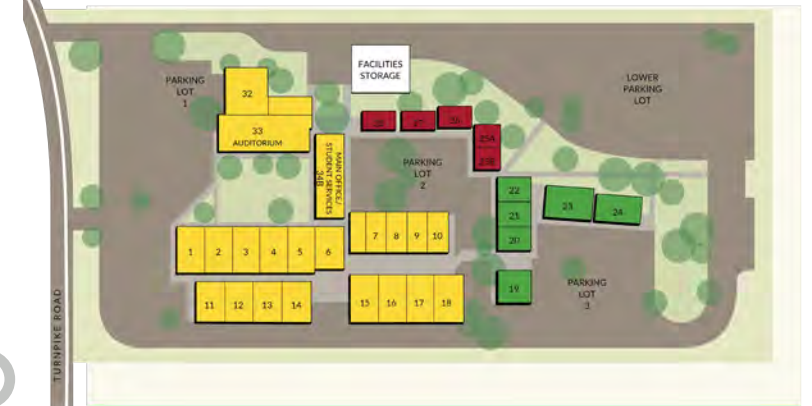 FACILITIES
STORAGE
PARKING
LOT
1
LOWER
PARKING
LOT
32
33
AUDITORIUM
MAIN OFFICE/
STUDENT SERVICES
34B
27
25A
25B
PARKING
LOT
2
22
20
23
24
1
2
3
4
5
6
7
8
9
10
19
PARKING
LOT
3
11
12
13
14
15
16
17
18
TURNPIKE ROAD